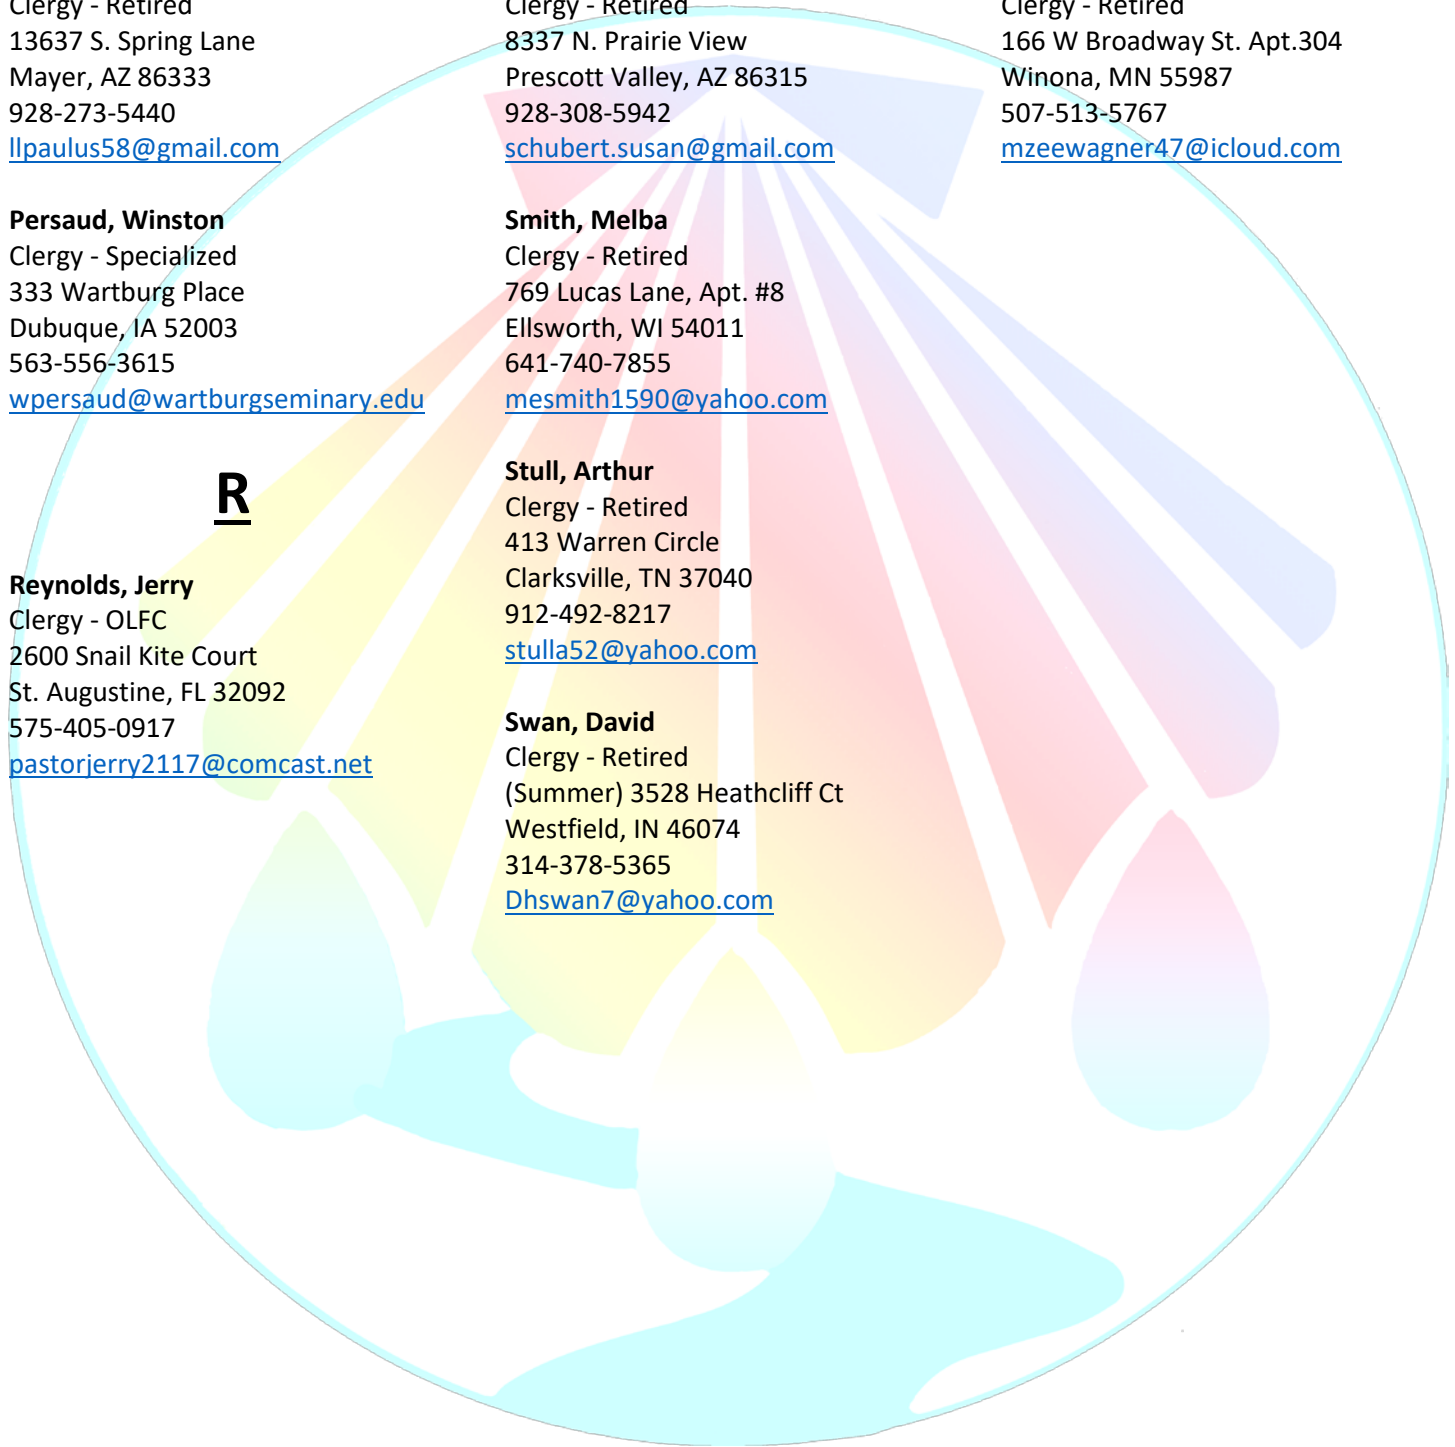 Clergy - Retired
13637 S. Spring Lane
Mayer, AZ 86333
928-273-5440
llpaulus58@gmail.com
Persaud, Winston
Clergy - Specialized
333 Wartburg Place
Dubuque, IA 52003
563-556-3615
wpersaud@wartburgseminary.edu
R
Reynolds, Jerry
Clergy - OLFC
2600 Snail Kite Court
St. Augustine, FL 32092
575-405-0917
pastorjerry2117@comcast.net
Clergy - Retired
8337 N. Prairie View
Prescott Valley, AZ 86315
928-308-5942
schubert.susan@gmail.com
Smith, Melba
Clergy - Retired
769 Lucas Lane, Apt. #8
Ellsworth, WI 54011
641-740-7855
mesmith1590@yahoo.com
Stull, Arthur
Clergy - Retired
413 Warren Circle
Clarksville, TN 37040
912-492-8217
stulla52@yahoo.com
Swan, David
Clergy - Retired
(Summer) 3528 Heathcliff Ct
Westfield, IN 46074
314-378-5365
Dhswan7@yahoo.com
Clergy - Retired
166 W Broadway St. Apt.304
Winona, MN 55987
507-513-5767
mzeewagner47@icloud.com